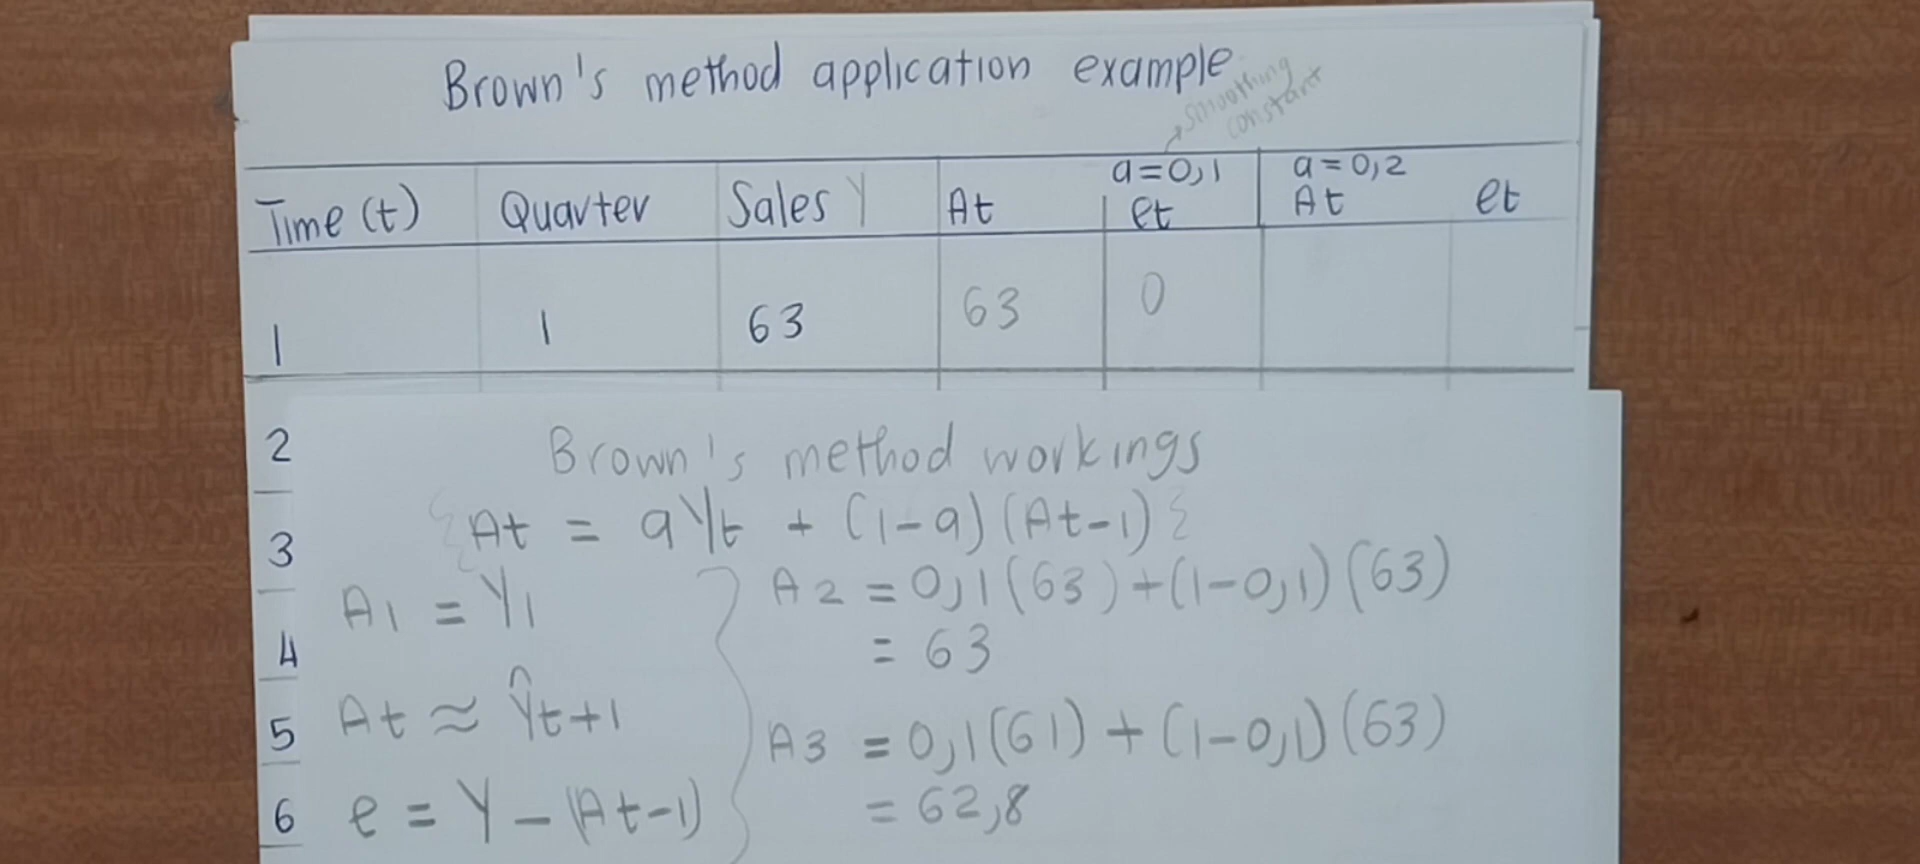 Brown's method application example
smoothing
constant
a=0,1 a=0,2
Time (t) Quarter Sales Y At et At et
1 1 63 63 0
2
Brown's method workings
3
{At = aYt + (1-a)(At-1)}
A1 = Y1
A2 = 0,1(63)+(1-0,1)(63)
4
= 63
5
At ≈ Ŷt+1
A3 = 0,1(61)+(1-0,1)(63)
6
e = Y - (At-1)
= 62,8